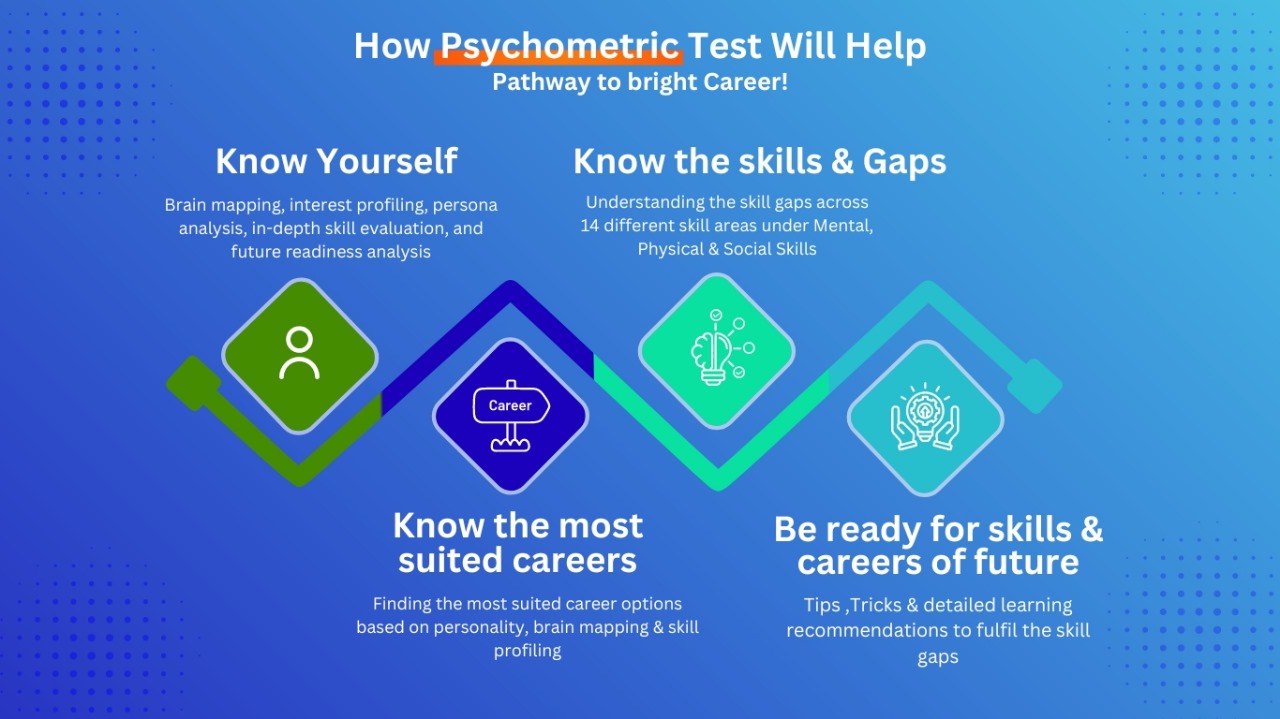 How Psychometric Test Will Help
Pathway to bright Career!
Know Yourself
Brain mapping, interest profiling, persona
analysis, in-depth skill evaluation, and
future readiness analysis
Know the skills & Gaps
Understanding the skill gaps across
14 different skill areas under Mental,
Physical & Social Skills
Career
Know the most
suited careers
Finding the most suited career options
based on personality, brain mapping & skill
profiling
Be ready for skills &
careers of future
Tips ,Tricks & detailed learning
recommendations to fulfil the skill
gaps